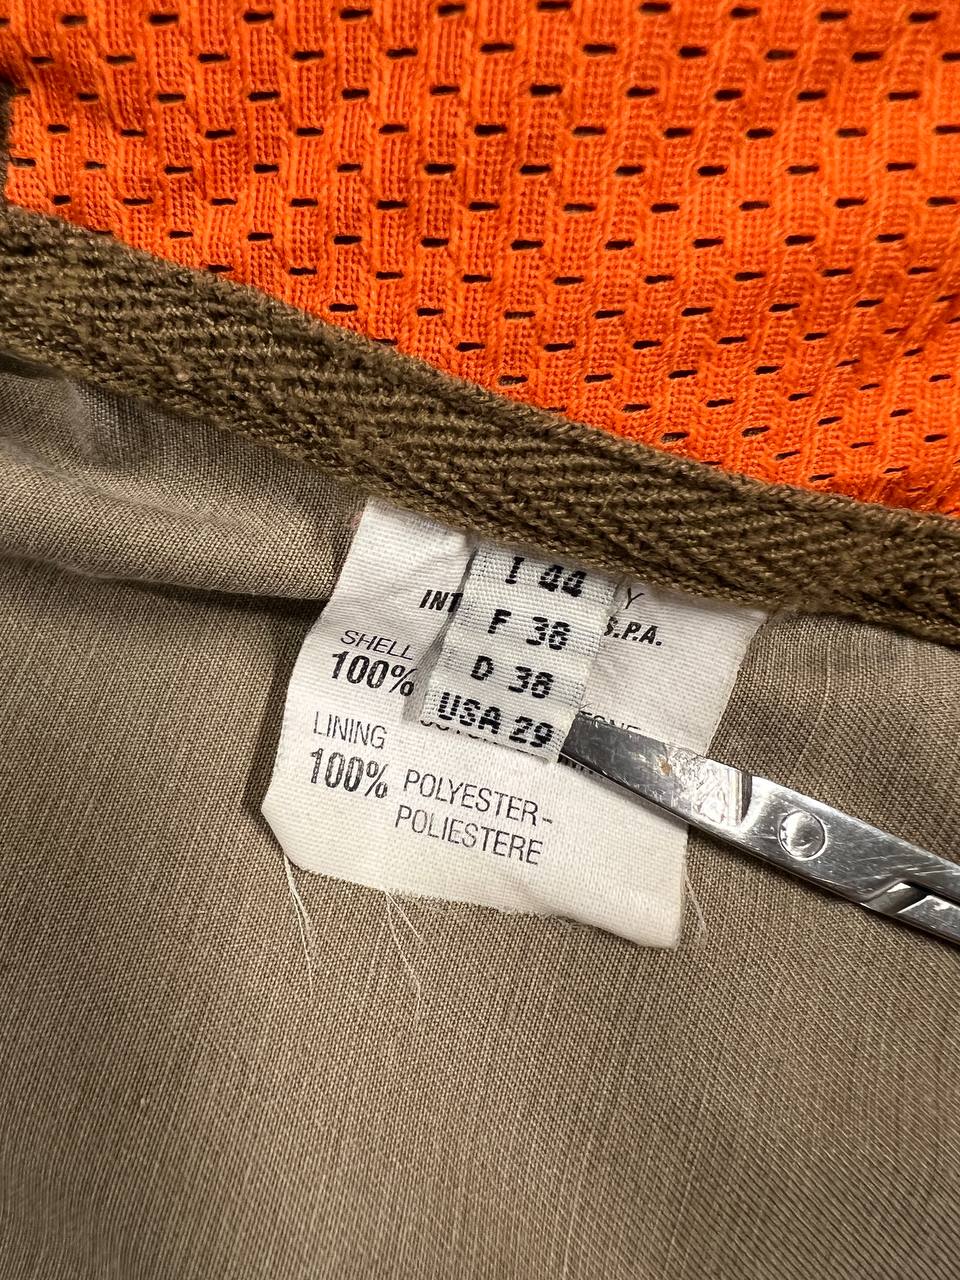 I 44
F 38
D 38
USA 29
Y
INT S.P.A.
SHELL
100%
LINING
100% POLYESTER-
POLIESTERE